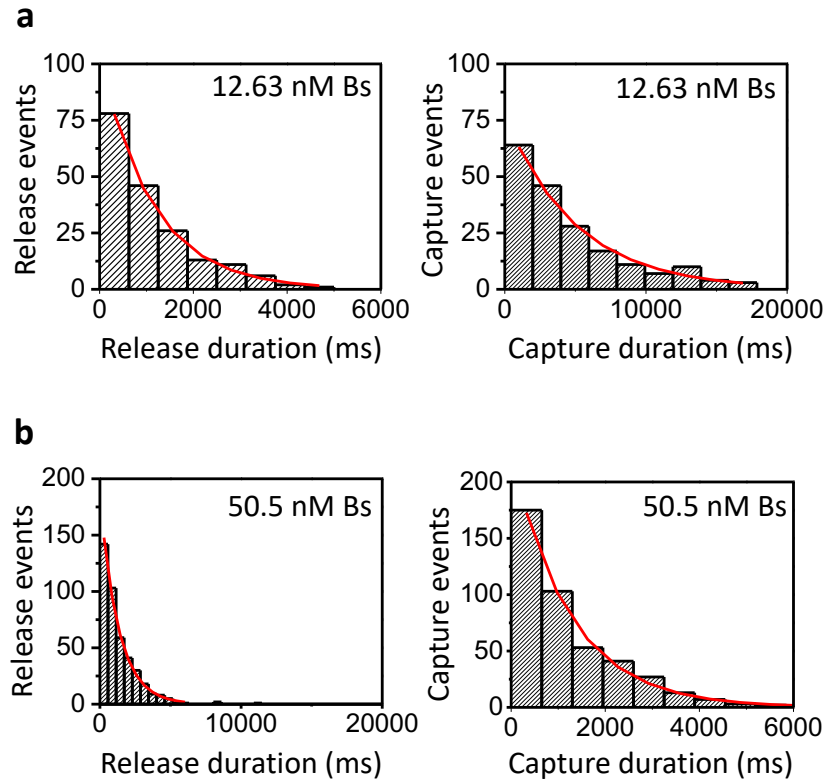 a
100
75
50
25
0
12.63 nM Bs
Release events
0 2000 4000 6000
Release duration (ms)
100
75
50
25
0
12.63 nM Bs
Capture events
0 10000 20000
Capture duration (ms)
b
200
150
100
50
0
50.5 nM Bs
Release events
0 10000 20000
Release duration (ms)
200
150
100
50
0
50.5 nM Bs
Capture events
0 2000 4000 6000
Capture duration (ms)